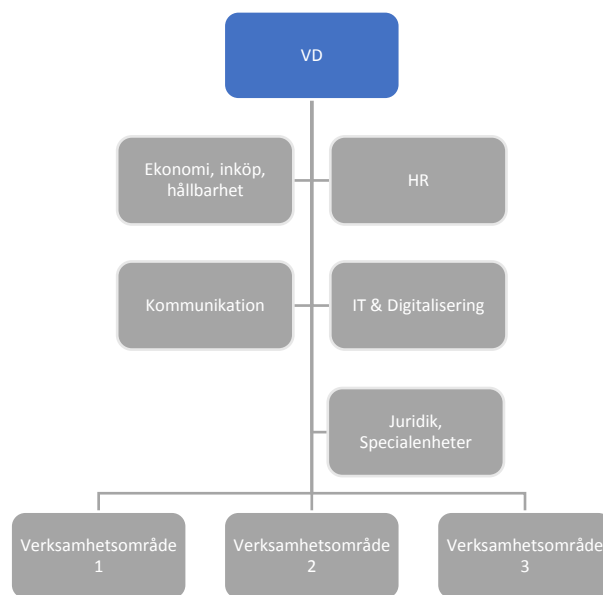 VD
Ekonomi, inköp,
hållbarhet
HR
Kommunikation
IT & Digitalisering
Juridik,
Specialenheter
Verksamhetsområde
1
Verksamhetsområde
2
Verksamhetsområde
3